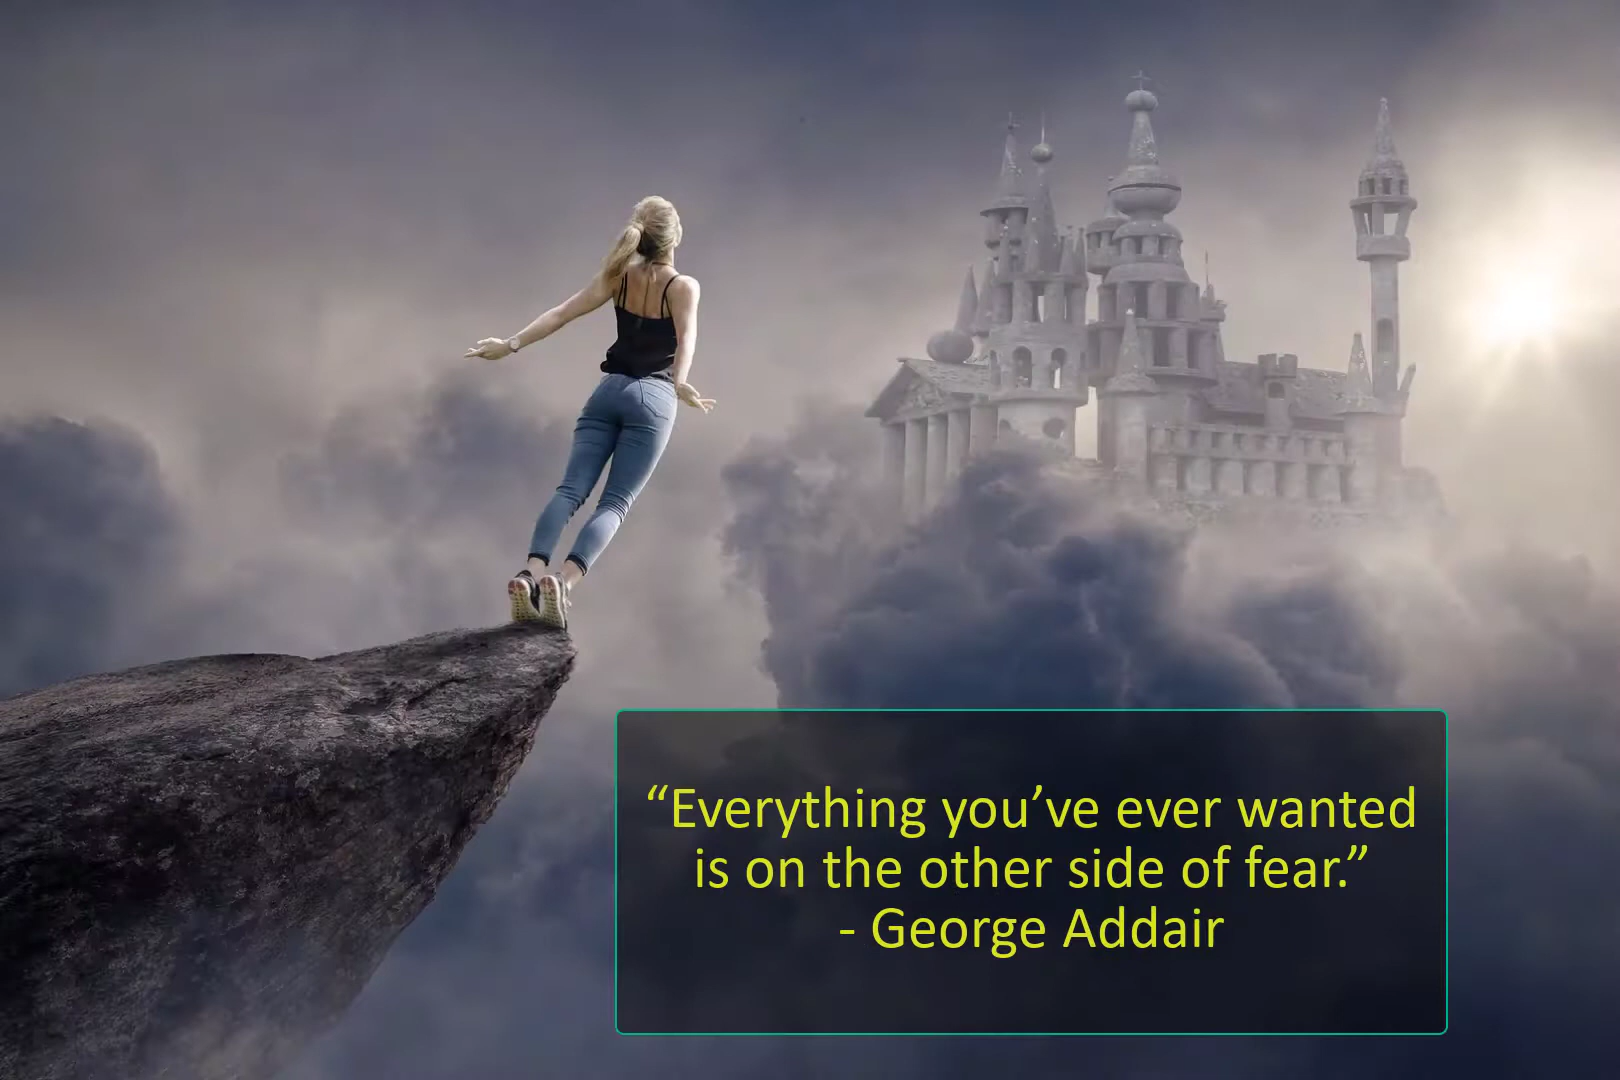 “Everything you’ve ever wanted
is on the other side of fear.”
- George Addair